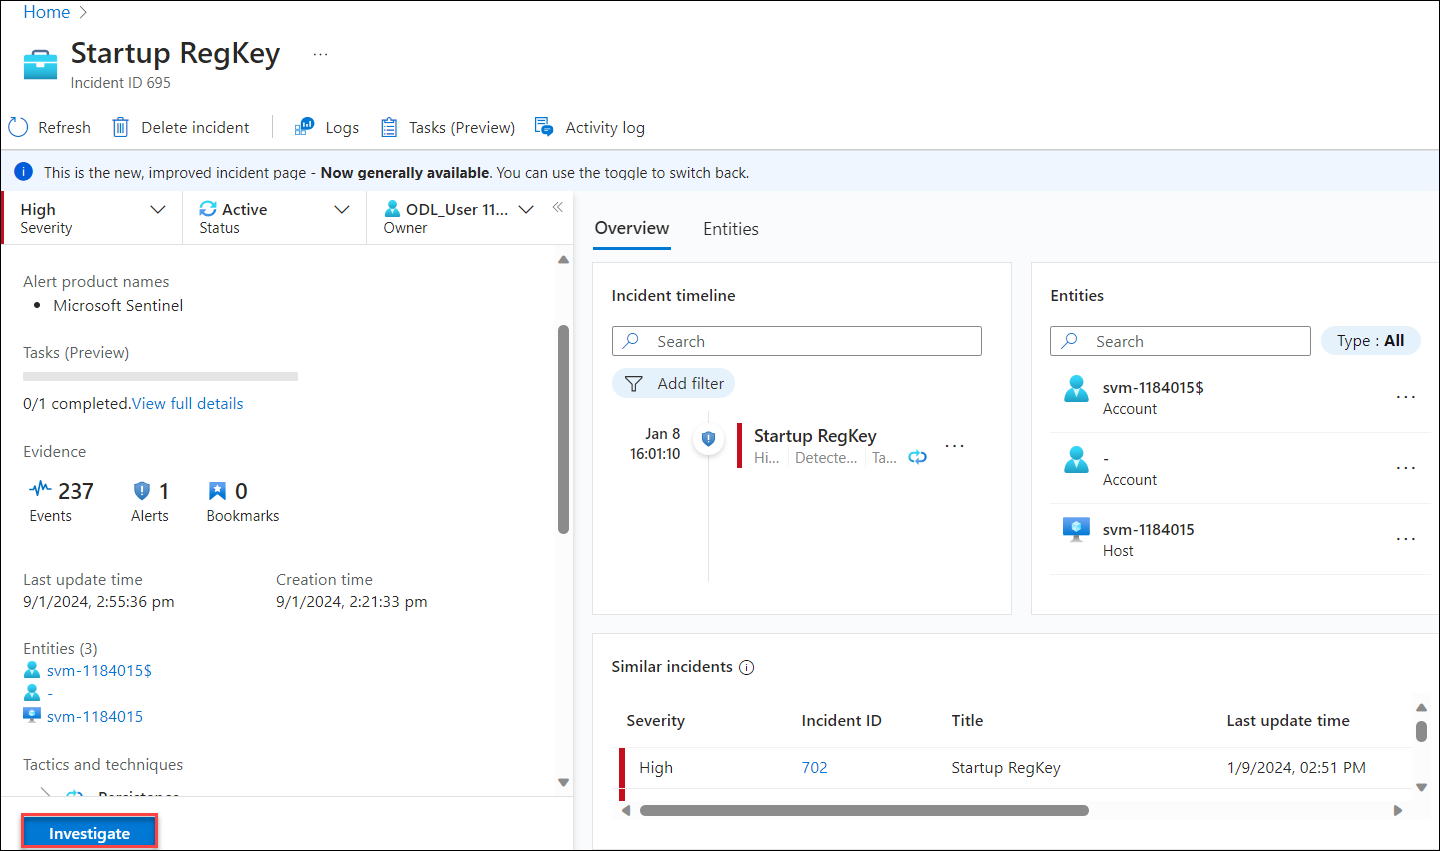 Home
Startup RegKey ...
Incident ID 695
Refresh Delete incident Logs Tasks (Preview) Activity log
This is the new, improved incident page - Now generally available. You can use the toggle to switch back.
High
Severity
Active
Status
ODL_User 11...
Owner
Alert product names
• Microsoft Sentinel
Tasks (Preview)
0/1 completed.View full details
Evidence
237
Events
1
Alerts
0
Bookmarks
Last update time
9/1/2024, 2:55:36 pm
Creation time
9/1/2024, 2:21:33 pm
Entities (3)
svm-1184015$
-
svm-1184015
Tactics and techniques
Persistence
Investigate
Overview Entities
Incident timeline
Search
Add filter
Jan 8
16:01:10
Startup RegKey ...
Hi... Detecte... Ta...
Entities
Search
Type : All
svm-1184015$ ...
Account
- ...
Account
svm-1184015 ...
Host
Similar incidents
Severity Incident ID Title Last update time
High 702 Startup RegKey 1/9/2024, 02:51 PM